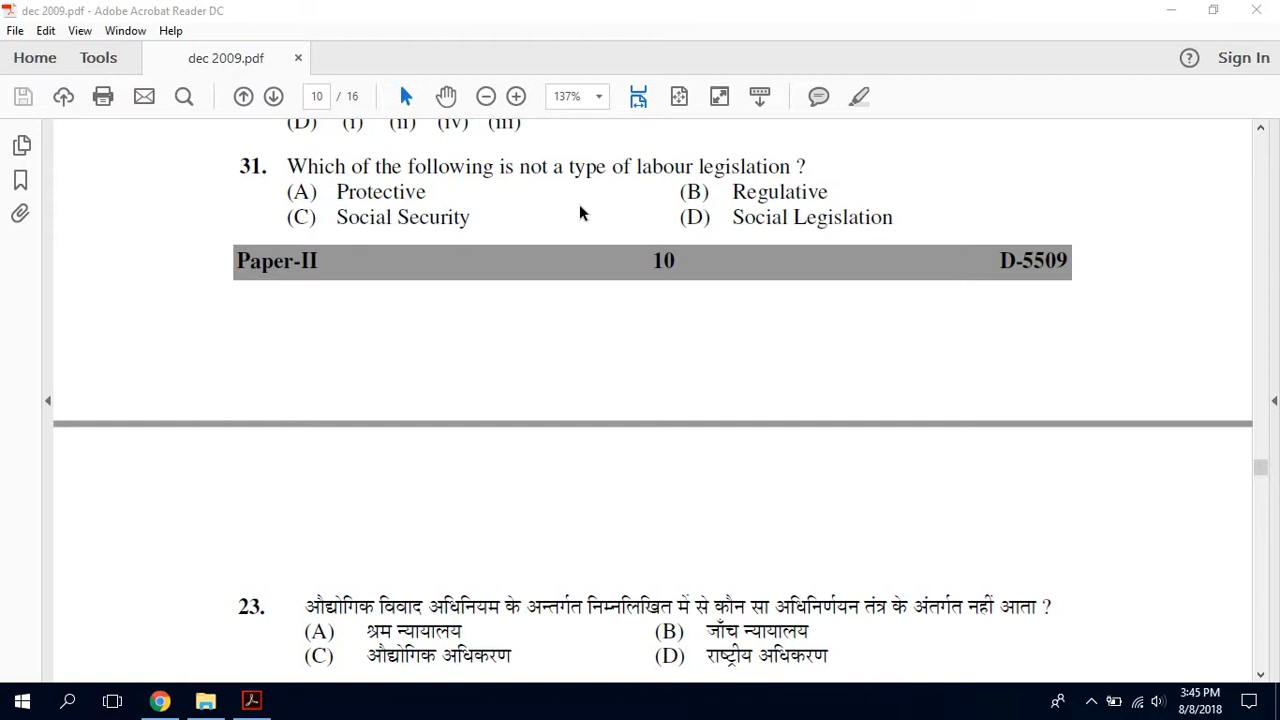 dec 2009.pdf - Adobe Acrobat Reader DC
File Edit View Window Help
Home Tools dec 2009.pdf × ? Sign In
10 / 16 137%
(D) (i) (ii) (iv) (iii)
31. Which of the following is not a type of labour legislation ?
(A) Protective (B) Regulative
(C) Social Security (D) Social Legislation
Paper-II 10 D-5509
23. औद्योगिक विवाद अधिनियम के अन्तर्गत निम्नलिखित में से कौन सा अधिनिर्णयन तंत्र के अंतर्गत नहीं आता ?
(A) श्रम न्यायालय (B) जाँच न्यायालय
(C) औद्योगिक अधिकरण (D) राष्ट्रीय अधिकरण
3:45 PM
8/8/2018